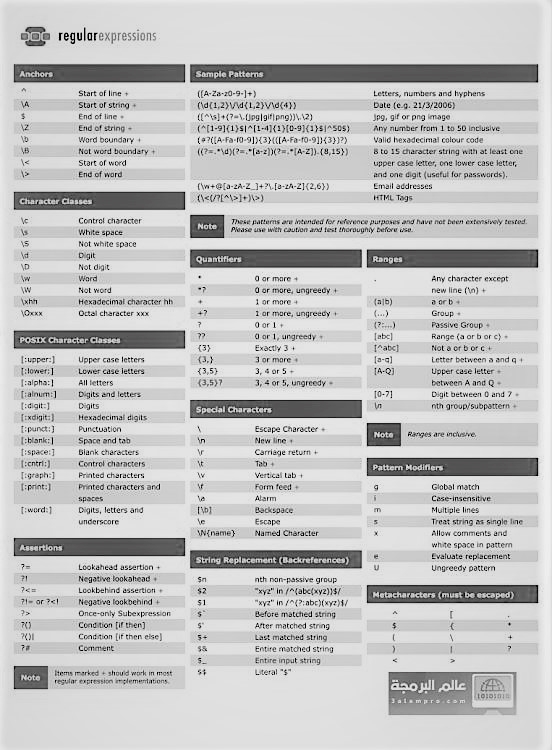 regularexpressions
Anchors
^ Start of line +
\A Start of string +
$ End of line +
\Z End of string +
\b Word boundary +
\B Not word boundary +
\< Start of word
\> End of word
Character Classes
\c Control character
\s White space
\S Not white space
\d Digit
\D Not digit
\w Word
\W Not word
\xhh Hexadecimal character hh
\Oxxx Octal character xxx
POSIX Character Classes
[:upper:] Upper case letters
[:lower:] Lower case letters
[:alpha:] All letters
[:alnum:] Digits and letters
[:digit:] Digits
[:xdigit:] Hexadecimal digits
[:punct:] Punctuation
[:blank:] Space and tab
[:space:] Blank characters
[:cntrl:] Control characters
[:graph:] Printed characters
[:print:] Printed characters and
spaces
[:word:] Digits, letters and
underscore
Assertions
?= Lookahead assertion +
?! Negative lookahead +
?<= Lookbehind assertion +
?!= or ?<! Negative lookbehind +
?> Once-only Subexpression
?() Condition [if then]
?()| Condition [if then else]
?# Comment
Note Items marked + should work in most
regular expression implementations.
Sample Patterns
([A-Za-z0-9-]+) Letters, numbers and hyphens
(\d{1,2}\/\d{1,2}\/\d{4}) Date (e.g. 21/3/2006)
([^\s]+(?=\.(jpg|gif|png))\.\2) jpg, gif or png image
(^[1-9]{1}$|^[1-4]{1}[0-9]{1}$|^50$) Any number from 1 to 50 inclusive
(#?([A-Fa-f0-9]){3}(([A-Fa-f0-9]){3})?) Valid hexadecimal colour code
((?=.*\d)(?=.*[a-z])(?=.*[A-Z]).{8,15}) 8 to 15 character string with at least one
upper case letter, one lower case letter,
and one digit (useful for passwords).
(\w+@[a-zA-Z_]+?\.[a-zA-Z]{2,6}) Email addresses
(\<(/?[^\>]+)\>) HTML Tags
Note These patterns are intended for reference purposes and have not been extensively tested.
Please use with caution and test thoroughly before use.
Quantifiers
* 0 or more +
*? 0 or more, ungreedy +
+ 1 or more +
+? 1 or more, ungreedy +
? 0 or 1 +
?? 0 or 1, ungreedy +
{3} Exactly 3 +
{3,} 3 or more +
{3,5} 3, 4 or 5 +
{3,5}? 3, 4 or 5, ungreedy +
Special Characters
\ Escape Character +
\n New line +
\r Carriage return +
\t Tab +
\v Vertical tab +
\f Form feed +
\a Alarm
[\b] Backspace
\e Escape
\N{name} Named Character
String Replacement (Backreferences)
$n nth non-passive group
$2 "xyz" in /^(abc(xyz))$/
$1 "xyz" in /^(?:abc)(xyz)$/
$` Before matched string
$' After matched string
$+ Last matched string
$& Entire matched string
$_ Entire input string
$$ Literal "$"
Ranges
. Any character except
new line (\n) +
(a|b) a or b +
(...) Group +
(?:...) Passive Group +
[abc] Range (a or b or c) +
[^abc] Not a or b or c +
[a-q] Letter between a and q +
[A-Q] Upper case letter +
between A and Q +
[0-7] Digit between 0 and 7 +
\n nth group/subpattern +
Note Ranges are inclusive.
Pattern Modifiers
g Global match
i Case-insensitive
m Multiple lines
s Treat string as single line
x Allow comments and
white space in pattern
e Evaluate replacement
U Ungreedy pattern
Metacharacters (must be escaped)
^ [ .
$ { *
( \ +
) | ?
< >
عالم البرمجة
3alampro.com
10101010